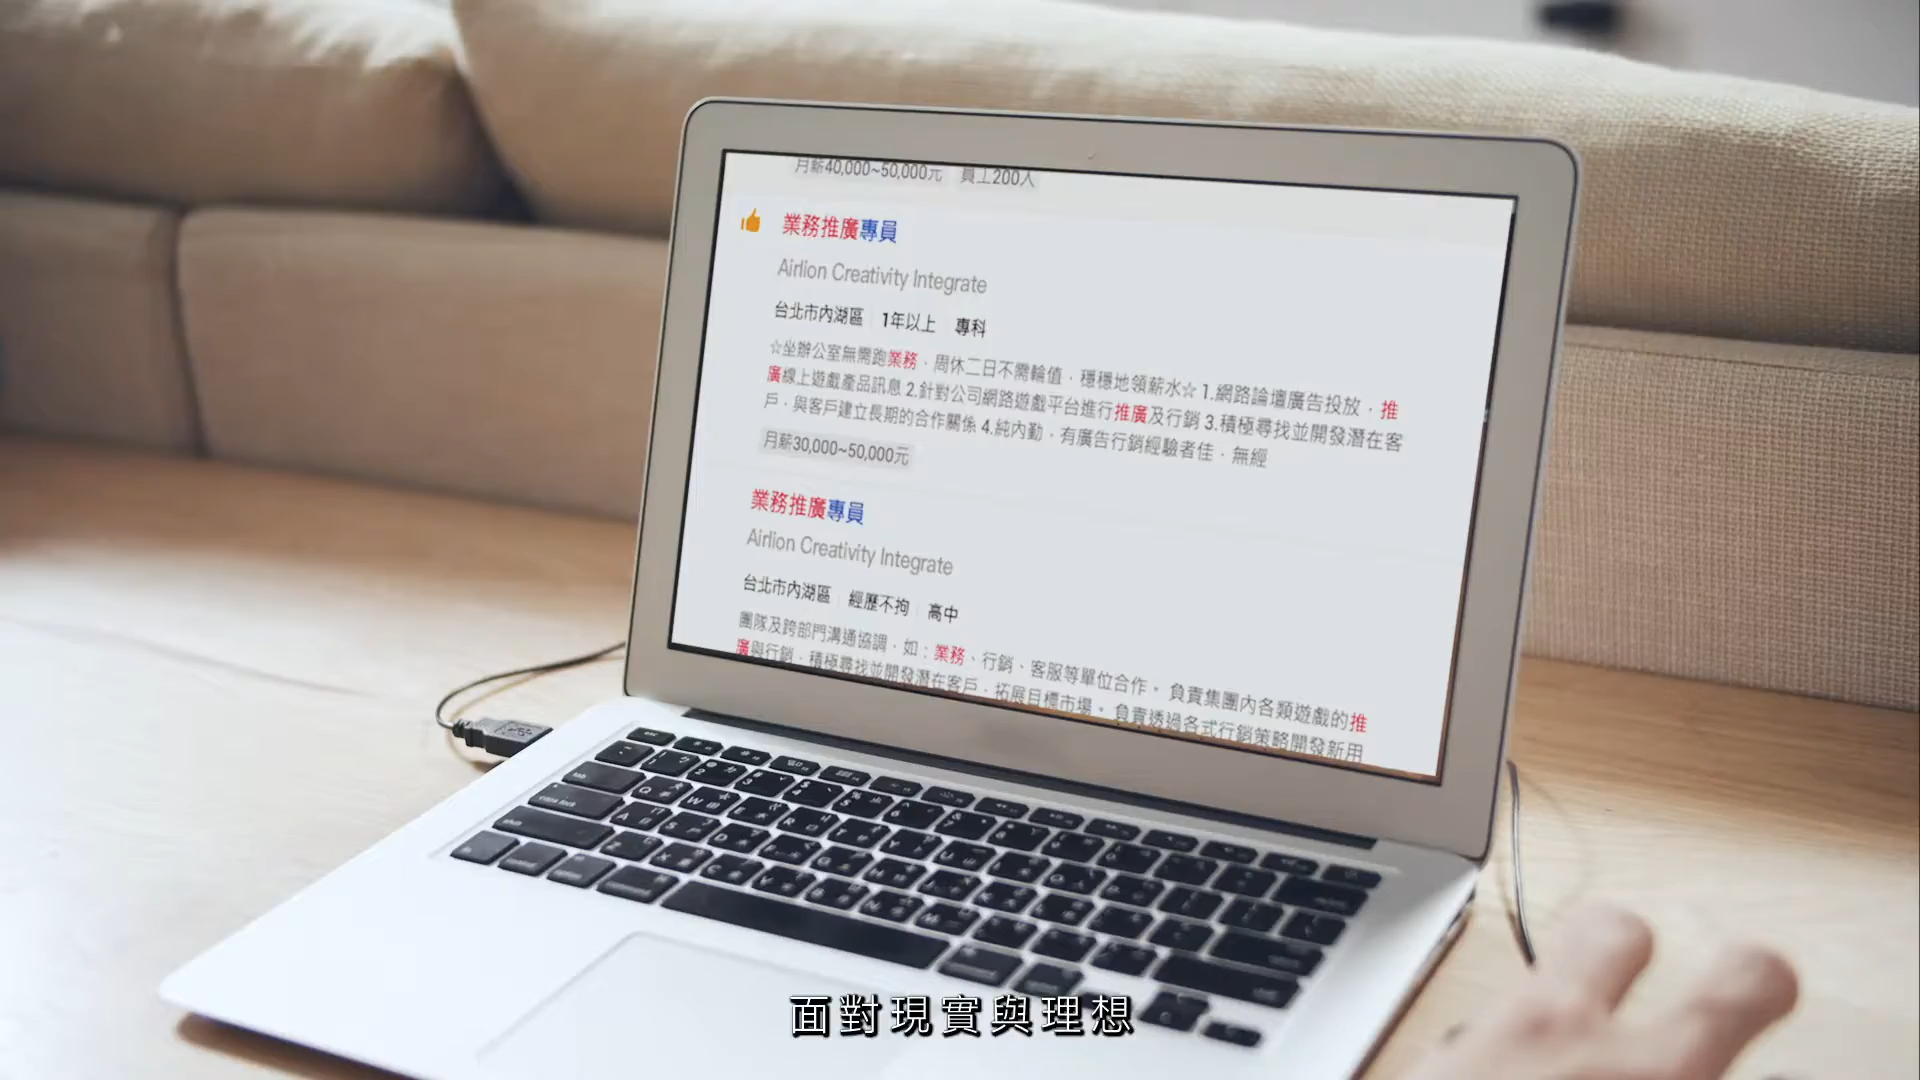 月薪40,000~50,000元 員工200人
業務推廣專員
Airlion Creativity Integrate
台北市內湖區 1年以上 專科
☆坐辦公室無需跑業務，周休二日不需輪值，穩穩地領薪水☆ 1.網路論壇廣告投放，推
廣線上遊戲產品訊息 2.針對公司網路遊戲平台進行推廣及行銷 3.積極尋找並開發潛在客
戶，與客戶建立長期的合作關係 4.純內勤，有廣告行銷經驗者佳，無經
月薪30,000~50,000元
業務推廣專員
Airlion Creativity Integrate
台北市內湖區 經歷不拘 高中
團隊及跨部門溝通協調，如：業務、行銷、客服等單位合作。 負責集團內各類遊戲的推
廣與行銷，積極尋找並開發潛在客戶，拓展目標市場。 負責透過各式行銷策略開發新用
面對現實與理想